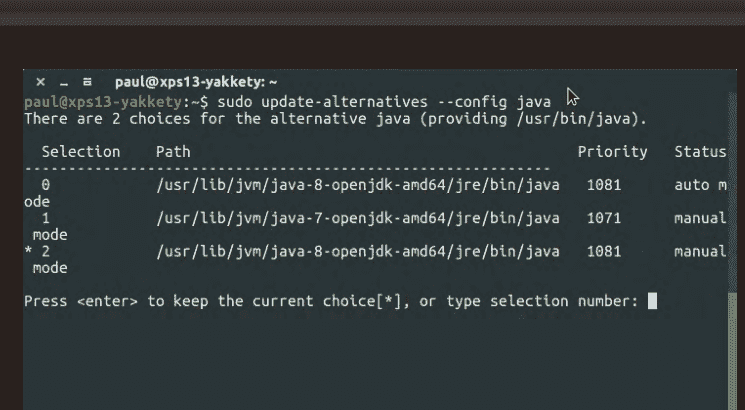 paul@xps13-yakkety: ~
paul@xps13-yakkety:~$ sudo update-alternatives --config java
There are 2 choices for the alternative java (providing /usr/bin/java).
Selection Path Priority Status
------------------------------------------------------------
0 /usr/lib/jvm/java-8-openjdk-amd64/jre/bin/java 1081 auto m
ode
1 /usr/lib/jvm/java-7-openjdk-amd64/jre/bin/java 1071 manual
mode
* 2 /usr/lib/jvm/java-8-openjdk-amd64/jre/bin/java 1081 manual
mode
Press <enter> to keep the current choice[*], or type selection number: